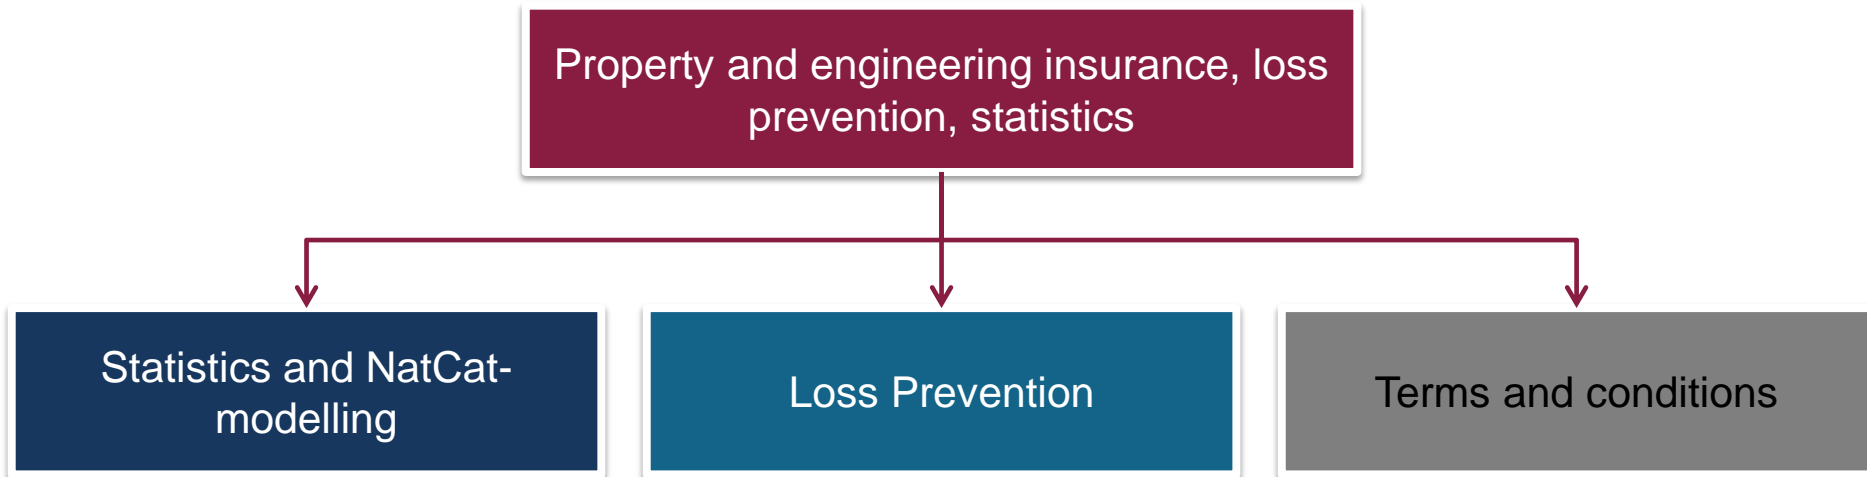 Property and engineering insurance, loss
prevention, statistics
Statistics and NatCat-
modelling
Loss Prevention
Terms and conditions